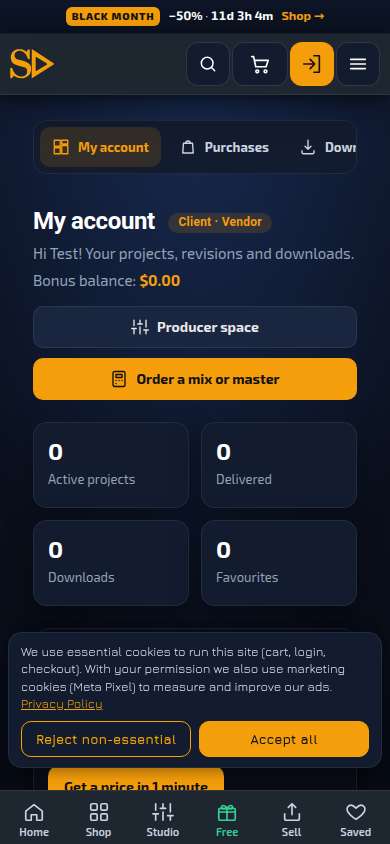 BLACK MONTH −50% · 11d 3h 4m Shop →
My account Purchases Down
My account Client · Vendor
Hi Test! Your projects, revisions and downloads.
Bonus balance: $0.00
Producer space
Order a mix or master
0 0
Active projects Delivered
0 0
Downloads Favourites
We use essential cookies to run this site (cart, login,
checkout). With your permission we also use marketing
cookies (Meta Pixel) to measure and improve our ads.
Privacy Policy
Reject non-essential Accept all
Get a price in 1 minute
Home Shop Studio Free Sell Saved